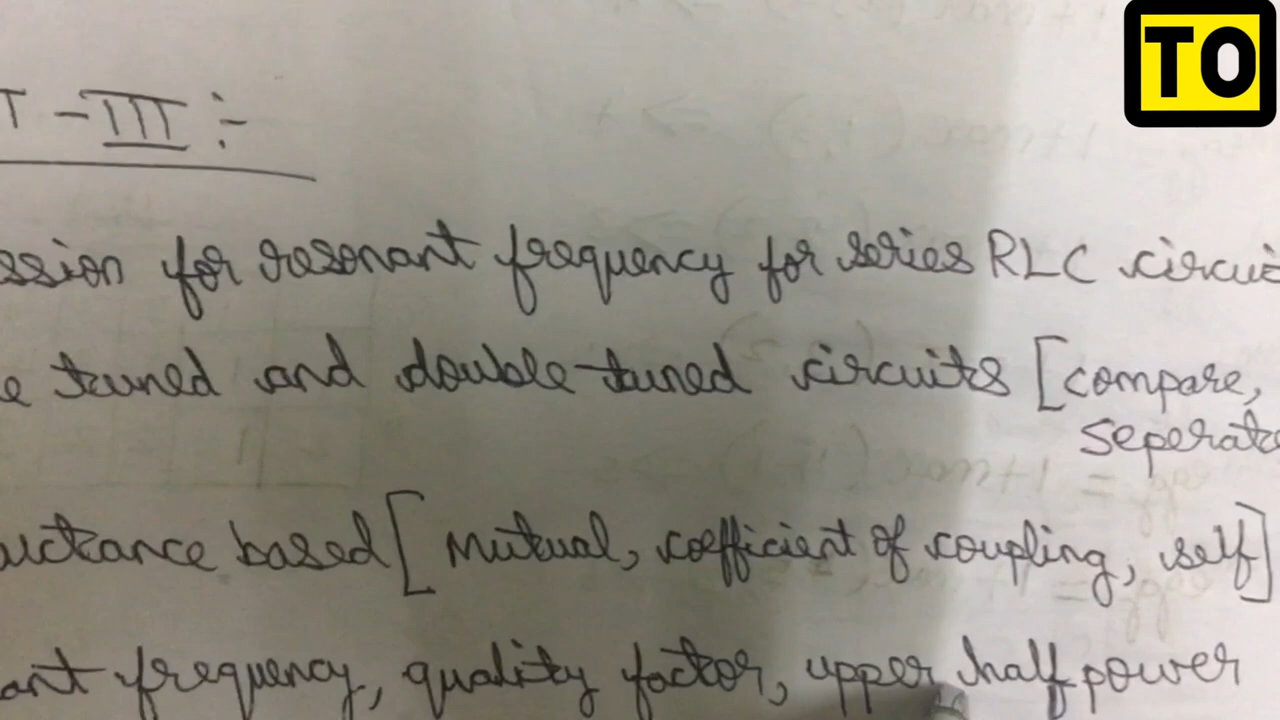 TO
T - III :-
ssion for resonant frequency for series RLC circui
e tuned and double-tuned circuits [compare,
seperate
uctance based [Mutual, coefficient of coupling, self]
ant frequency, quality factor, upper half power